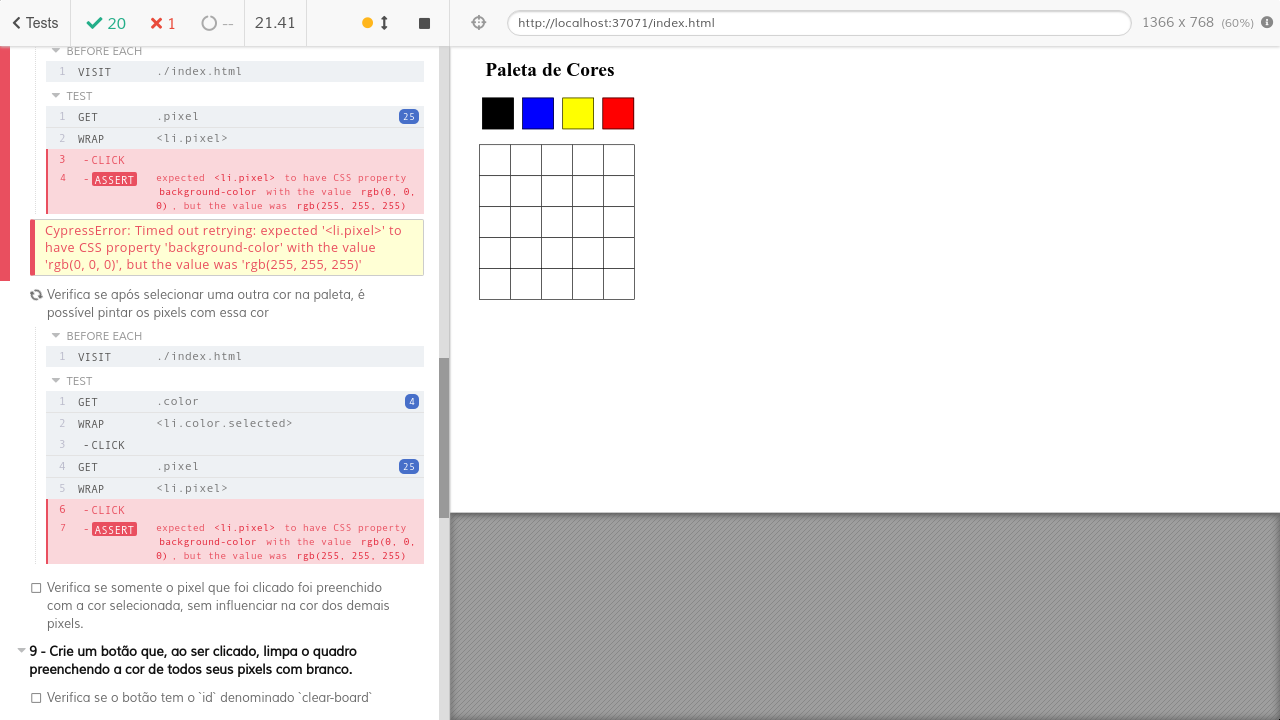 Tests 20 1 -- 21.41 http://localhost:37071/index.html 1366 x 768 (60%)
BEFORE EACH
1 VISIT ./index.html
TEST
1 GET .pixel 25
2 WRAP <li.pixel>
3 - CLICK
4 - ASSERT expected <li.pixel> to have CSS property
background-color with the value rgb(0, 0,
0) , but the value was rgb(255, 255, 255)
CypressError: Timed out retrying: expected '<li.pixel>' to
have CSS property 'background-color' with the value
'rgb(0, 0, 0)', but the value was 'rgb(255, 255, 255)'
Verifica se após selecionar uma outra cor na paleta, é
possível pintar os pixels com essa cor
BEFORE EACH
1 VISIT ./index.html
TEST
1 GET .color 4
2 WRAP <li.color.selected>
3 - CLICK
4 GET .pixel 25
5 WRAP <li.pixel>
6 - CLICK
7 - ASSERT expected <li.pixel> to have CSS property
background-color with the value rgb(0, 0,
0) , but the value was rgb(255, 255, 255)
Verifica se somente o pixel que foi clicado foi preenchido
com a cor selecionada, sem influenciar na cor dos demais
pixels.
9 - Crie um botão que, ao ser clicado, limpa o quadro
preenchendo a cor de todos seus pixels com branco.
Verifica se o botão tem o `id` denominado `clear-board`
Paleta de Cores